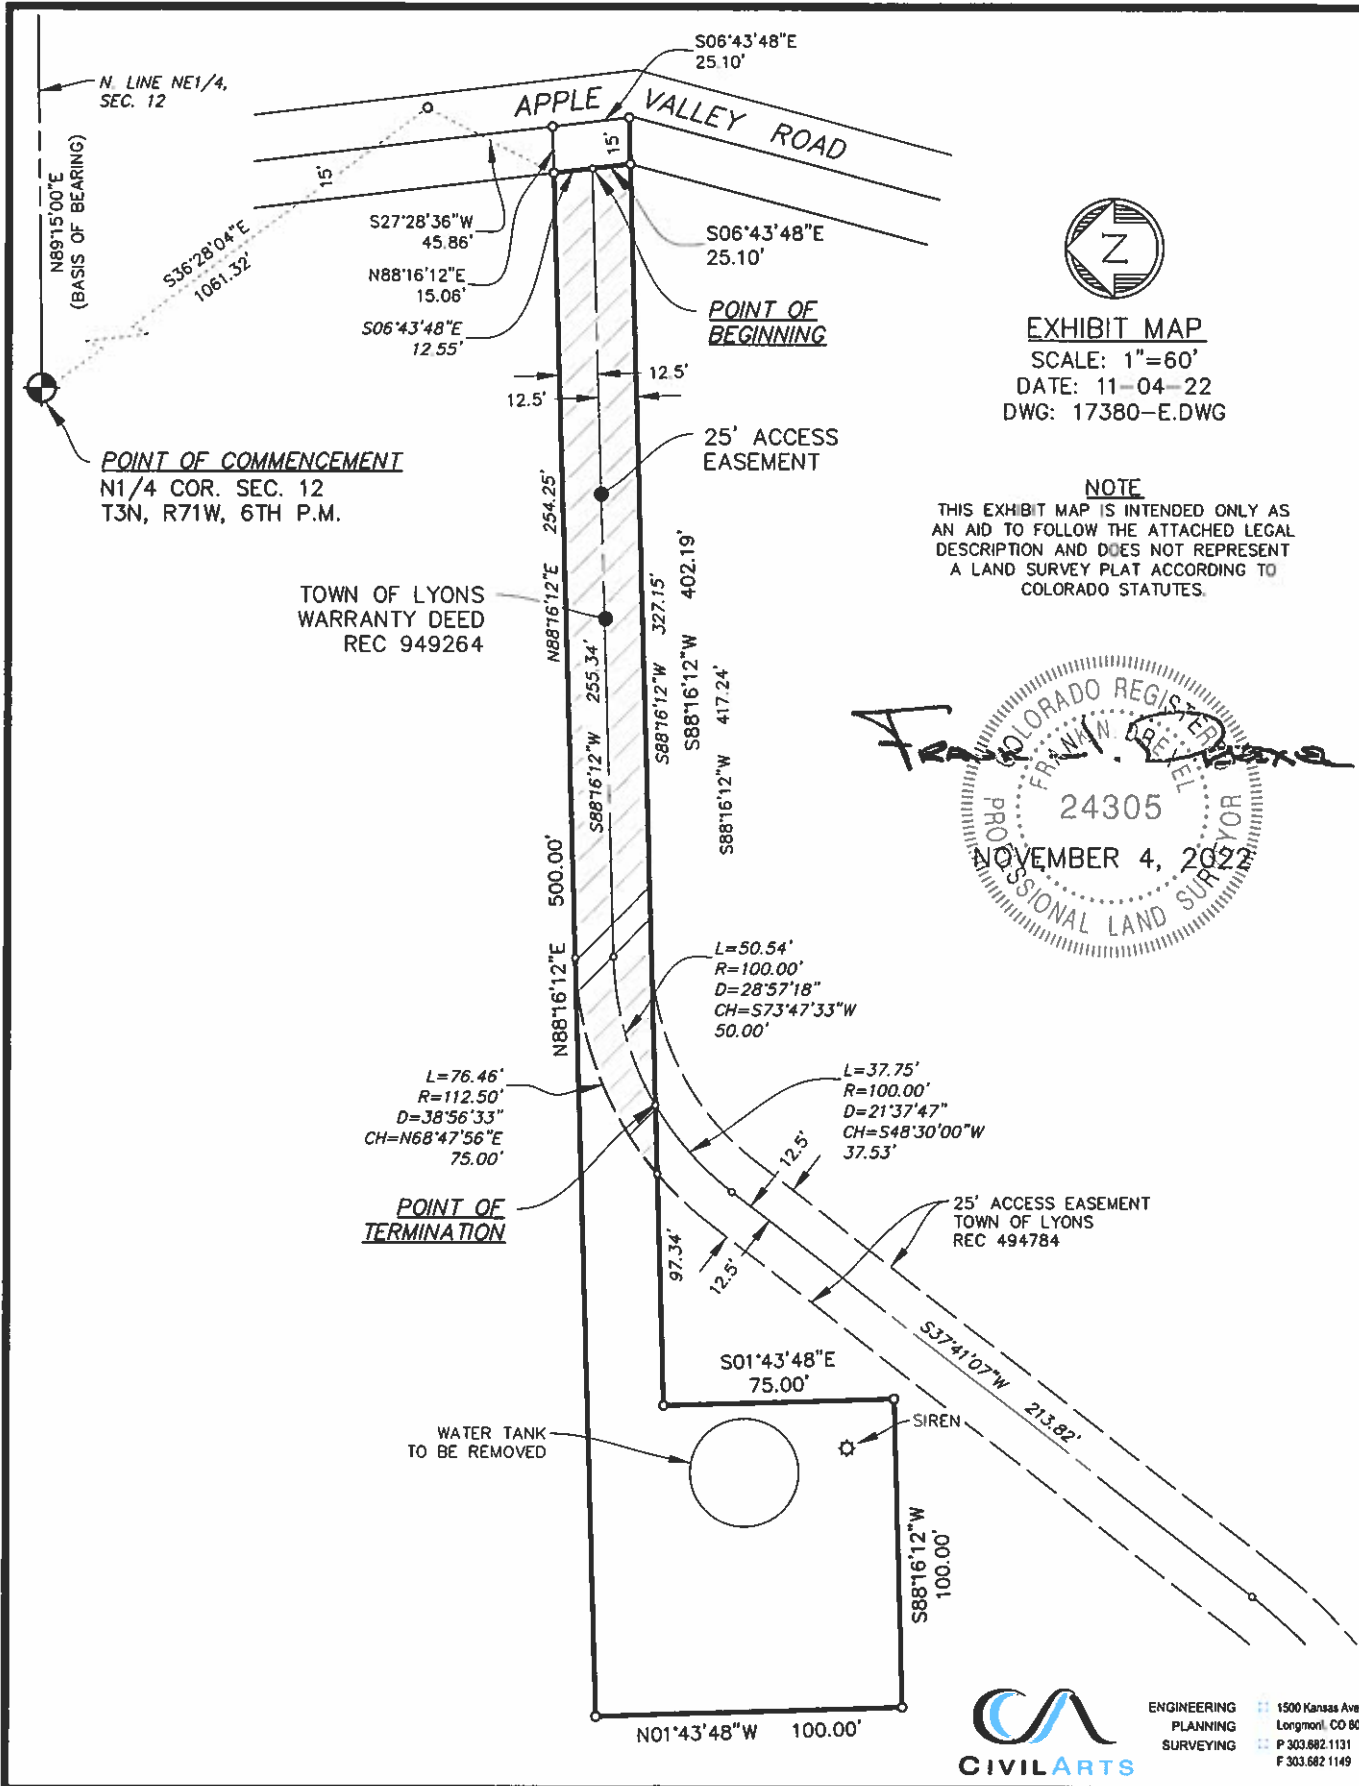 S06°43'48"E
25.10'
N. LINE NE1/4,
SEC. 12
APPLE VALLEY ROAD
N89°15'00"E
(BASIS OF BEARING)
15'
15'
S36°28'04"E
1061.32'
S27°28'36"W
45.86'
N88°16'12"E
15.06'
S06°43'48"E
12.55'
S06°43'48"E
25.10'
POINT OF
BEGINNING
12.5'
12.5'
Z
EXHIBIT MAP
SCALE: 1"=60'
DATE: 11-04-22
DWG: 17380-E.DWG
POINT OF COMMENCEMENT
N1/4 COR. SEC. 12
T3N, R71W, 6TH P.M.
25' ACCESS
EASEMENT
NOTE
THIS EXHIBIT MAP IS INTENDED ONLY AS
AN AID TO FOLLOW THE ATTACHED LEGAL
DESCRIPTION AND DOES NOT REPRESENT
A LAND SURVEY PLAT ACCORDING TO
COLORADO STATUTES.
TOWN OF LYONS
WARRANTY DEED
REC 949264
N88°16'12"E 254.25'
S88°16'12"W 255.34'
S88°16'12"W 327.15'
S88°16'12"W 402.19'
S88°16'12"W 417.24'
N88°16'12"E 500.00'
COLORADO REGISTERED
FRANK N. DREXEL
24305
NOVEMBER 4, 2022
PROFESSIONAL LAND SURVEYOR
L=50.54'
R=100.00'
D=28°57'18"
CH=S73°47'33"W
50.00'
L=76.46'
R=112.50'
D=38°56'33"
CH=N68°47'56"E
75.00'
L=37.75'
R=100.00'
D=21°37'47"
CH=S48°30'00"W
37.53'
12.5'
12.5'
POINT OF
TERMINATION
97.34'
25' ACCESS EASEMENT
TOWN OF LYONS
REC 494784
S37°41'07"W 213.82'
S01°43'48"E
75.00'
WATER TANK
TO BE REMOVED
SIREN
S88°16'12"W
100.00'
N01°43'48"W 100.00'
CIVILARTS
ENGINEERING
PLANNING
SURVEYING
1500 Kansas Ave
Longmont, CO 80
P 303.682.1131
F 303.682.1149